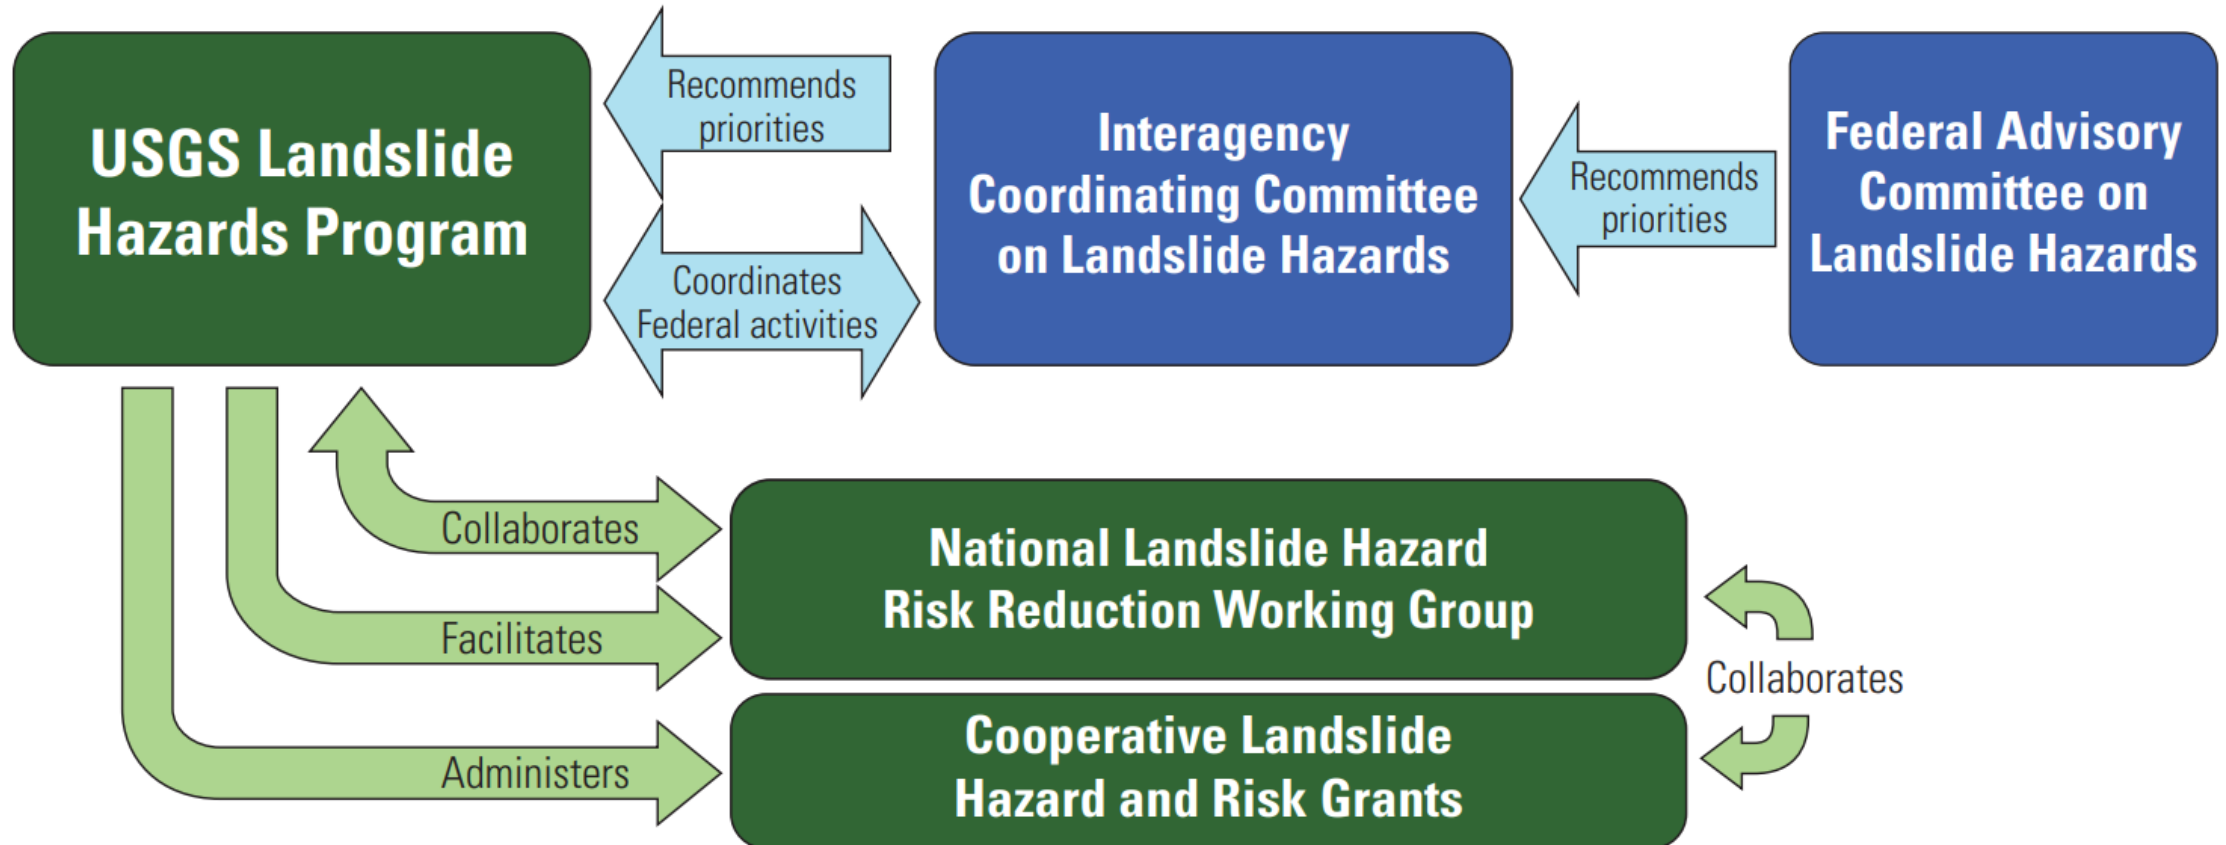 USGS Landslide
Hazards Program
Recommends
priorities
Coordinates
Federal activities
Interagency
Coordinating Committee
on Landslide Hazards
Recommends
priorities
Federal Advisory
Committee on
Landslide Hazards
Collaborates
Facilitates
Administers
National Landslide Hazard
Risk Reduction Working Group
Cooperative Landslide
Hazard and Risk Grants
Collaborates